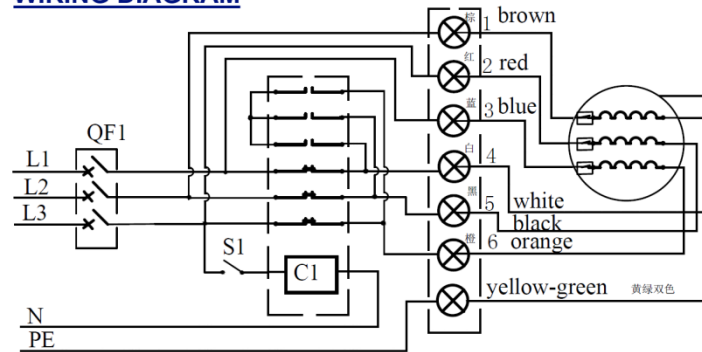 WIRING DIAGRAM
棕 1 brown
红 2 red
蓝 3 blue
白 4
white
黑 5
black
橙 6 orange
yellow-green 黄绿双色
QF1
L1
L2
L3
S1
C1
N
PE